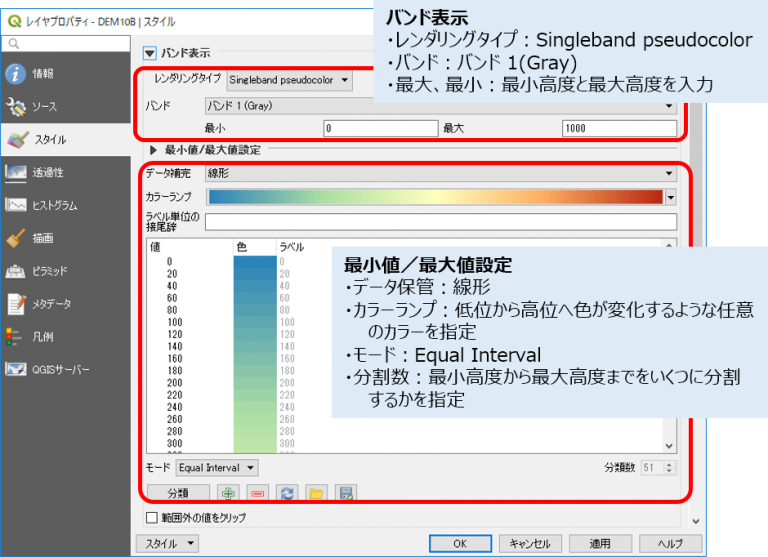 レイヤプロパティ - DEM10B | スタイル
バンド表示
・レンダリングタイプ：Singleband pseudocolor
・バンド：バンド 1(Gray)
・最大、最小：最小高度と最大高度を入力
情報
ソース
スタイル
透過性
ヒストグラム
描画
ピラミッド
メタデータ
凡例
QGISサーバー
バンド表示
レンダリングタイプ Singleband pseudocolor
バンド バンド 1 (Gray)
最小 0 最大 1000
最小値/最大値設定
データ補完 線形
カラーランプ
ラベル単位の
接尾辞
値 色 ラベル
0 0
20 20
40 40
60 60
80 80
100 100
120 120
140 140
160 160
180 180
200 200
220 220
240 240
260 260
280 280
300 300
最小値／最大値設定
・データ保管：線形
・カラーランプ：低位から高位へ色が変化するような任意
のカラーを指定
・モード：Equal Interval
・分割数：最小高度から最大高度までをいくつに分割
するかを指定
モード Equal Interval 分類数 51
分類
範囲外の値をクリップ
スタイル OK キャンセル 適用 ヘルプ